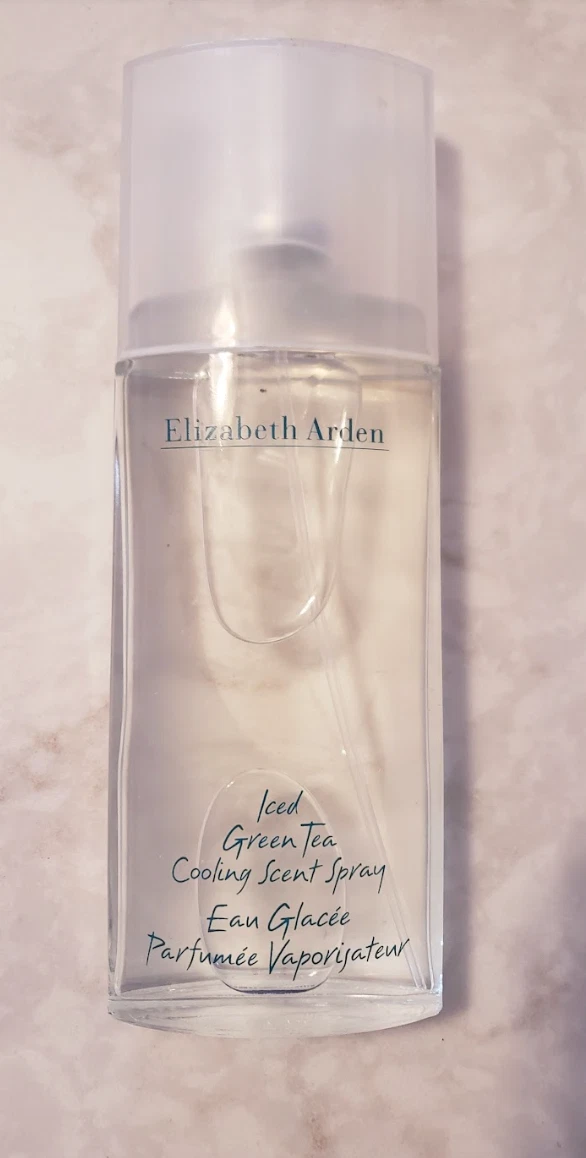 Elizabeth Arden
Iced
Green Tea
Cooling Scent Spray
Eau Glacée
Parfumée Vaporisateur